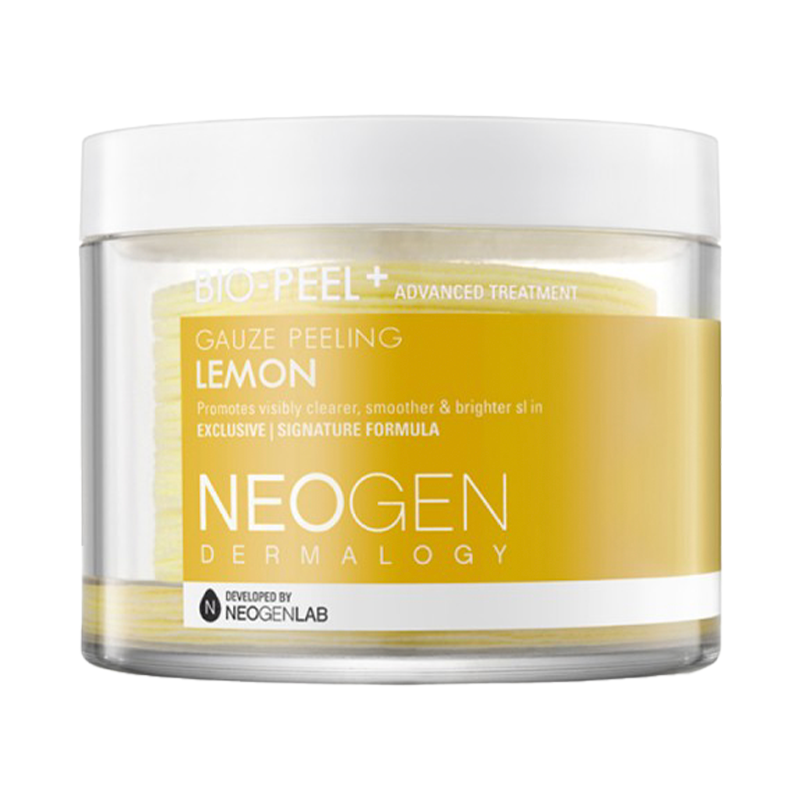 BIO-PEEL+ ADVANCED TREATMENT
GAUZE PEELING
LEMON
Promotes visibly clearer, smoother & brighter sl in
EXCLUSIVE | SIGNATURE FORMULA
NEOGEN
DERMALOGY
N
DEVELOPED BY
NEOGENLAB